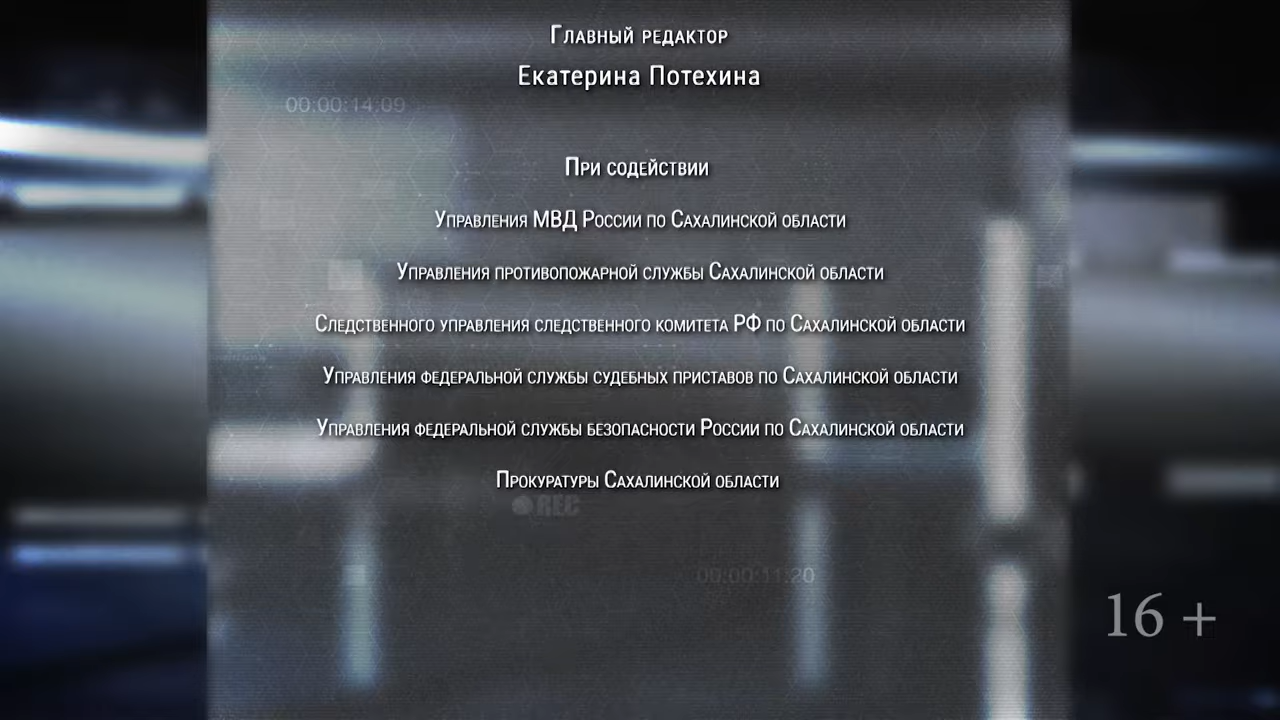 Главный редактор
Екатерина Потехина
00:00:14:09
При содействии
Управления МВД России по Сахалинской области
Управления противопожарной службы Сахалинской области
Следственного управления следственного комитета РФ по Сахалинской области
Управления федеральной службы судебных приставов по Сахалинской области
Управления федеральной службы безопасности России по Сахалинской области
Прокуратуры Сахалинской области
REC
00:00:11:20
16 +